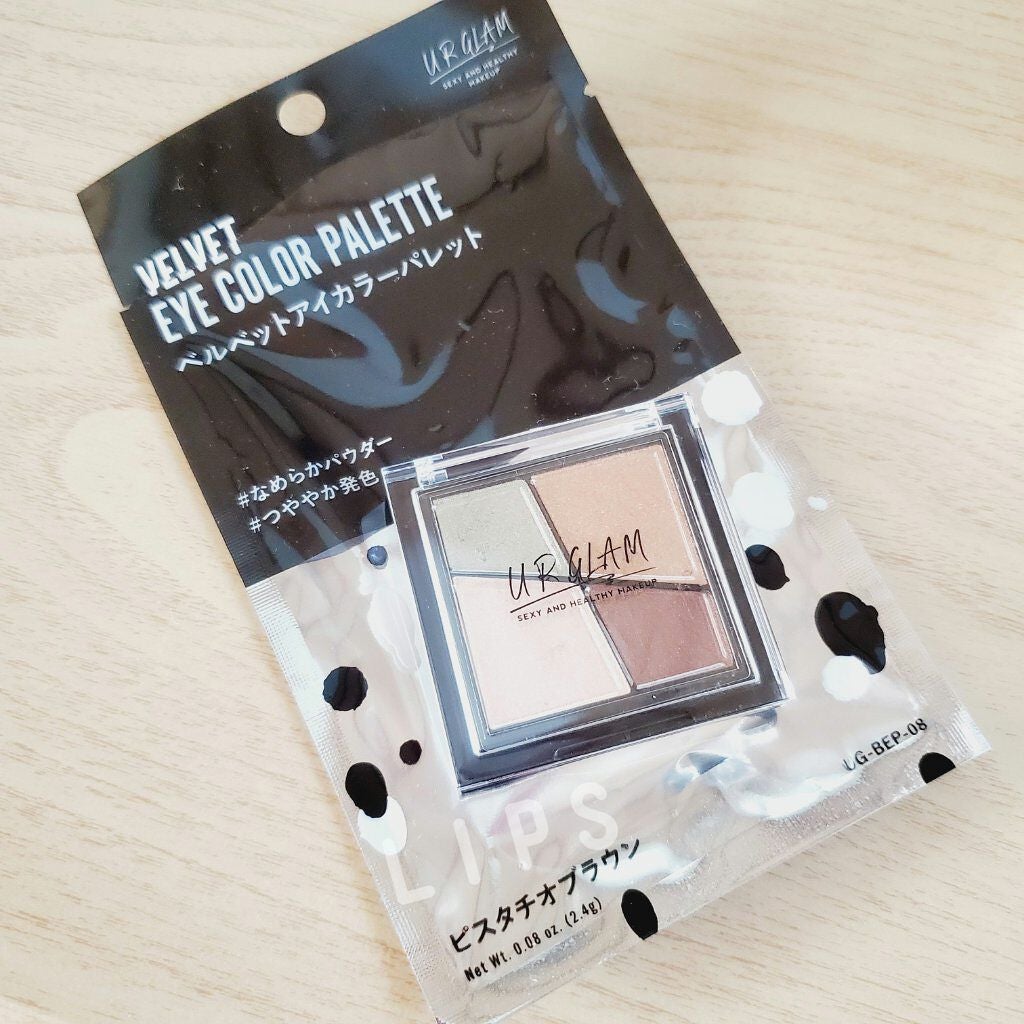 UR GLAM
SEXY AND HEALTHY
MAKEUP
VELVET
EYE COLOR PALETTE
ベルベットアイカラーパレット
#なめらかパウダー
#つややか発色
UR GLAM
SEXY AND HEALTHY MAKEUP
UG-BEP-08
LIPS
ピスタチオブラウン
Net Wt. 0.08 oz. (2.4g)